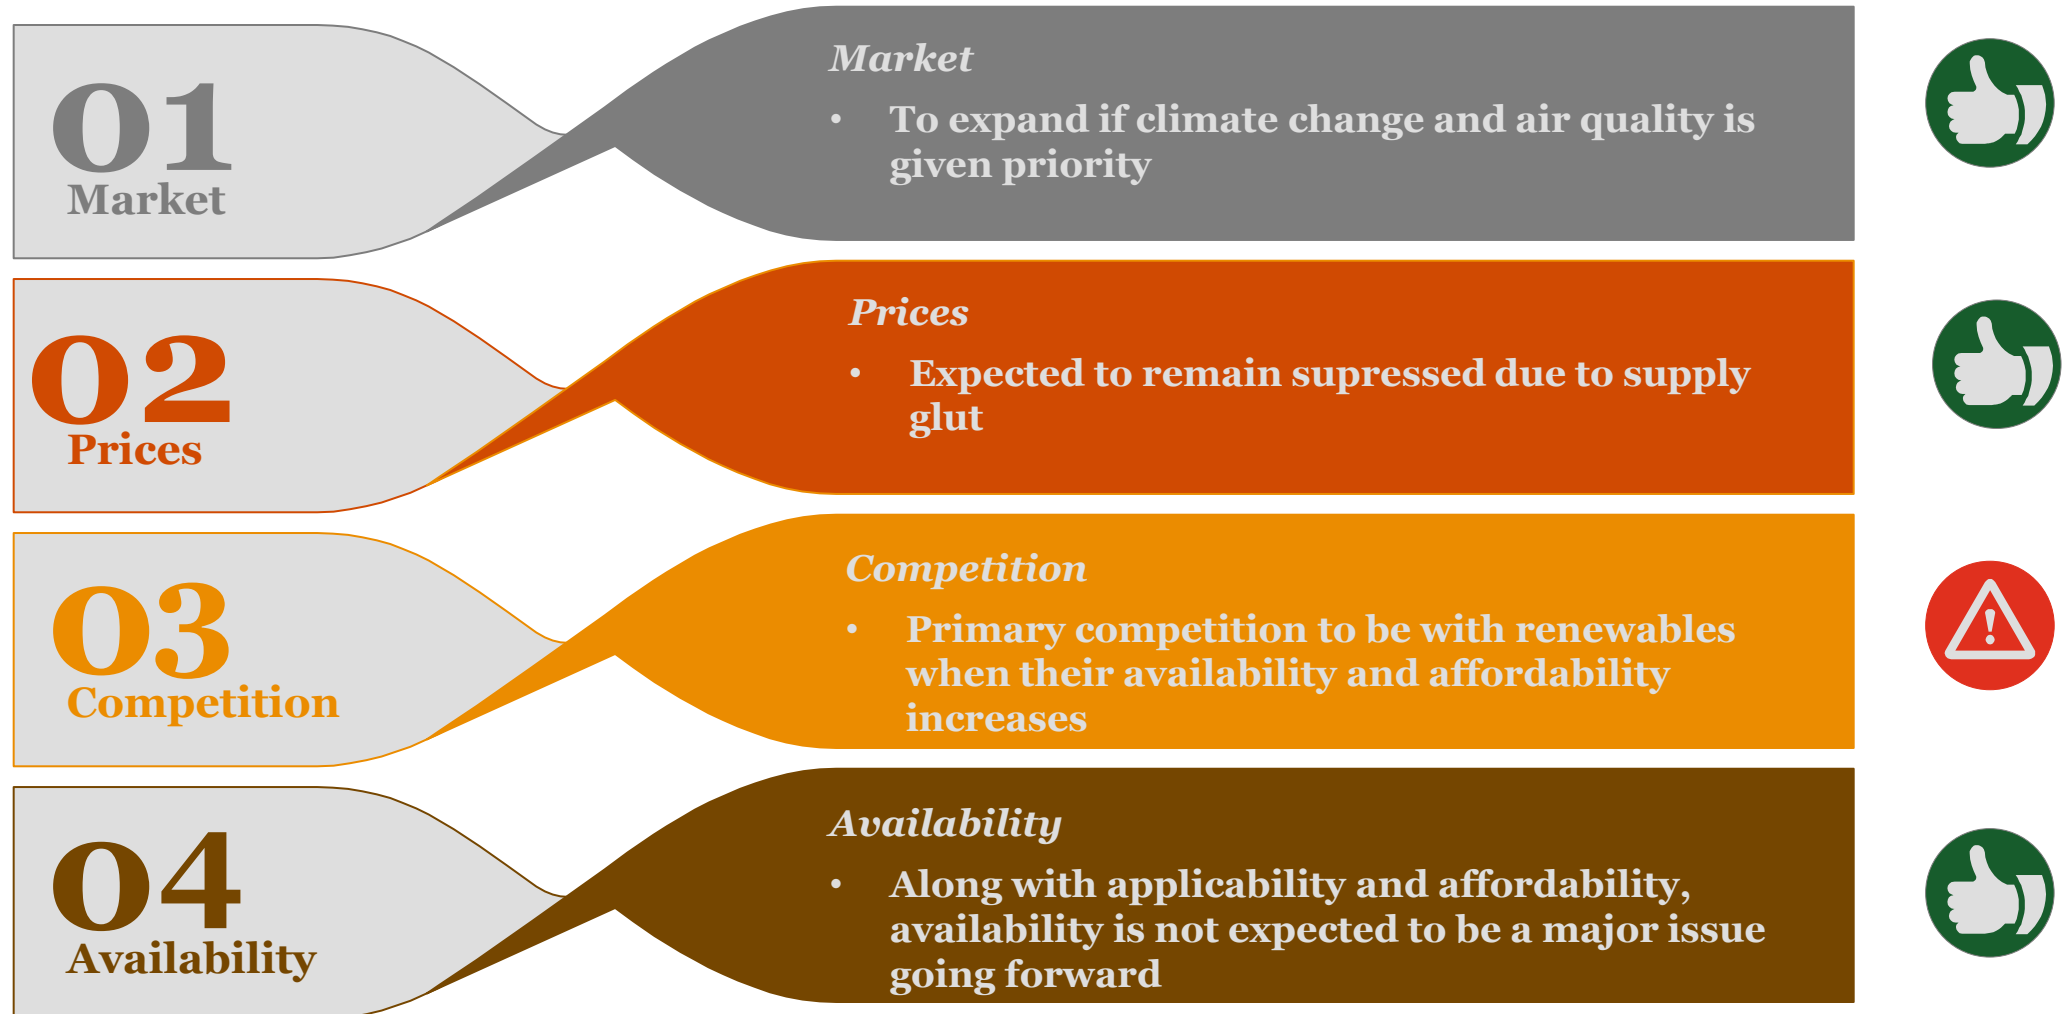 01
Market
Market
• To expand if climate change and air quality is
given priority
02
Prices
Prices
• Expected to remain supressed due to supply
glut
03
Competition
Competition
• Primary competition to be with renewables
when their availability and affordability
increases
04
Availability
Availability
• Along with applicability and affordability,
availability is not expected to be a major issue
going forward